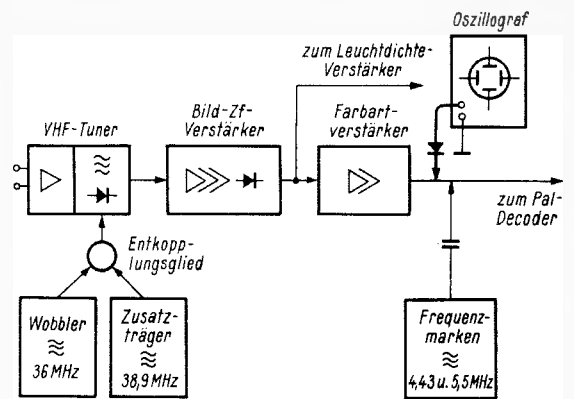 Oszillograf
zum Leuchtdichte-
Verstärker
VHF-Tuner
Bild-Zf-
Verstärker
Farbart-
verstärker
zum Pal-
Decoder
Entkopp-
lungsglied
Wobbler
36 MHz
Zusatz-
träger
38,9 MHz
Frequenz-
marken
4,43 u. 5,5 MHz